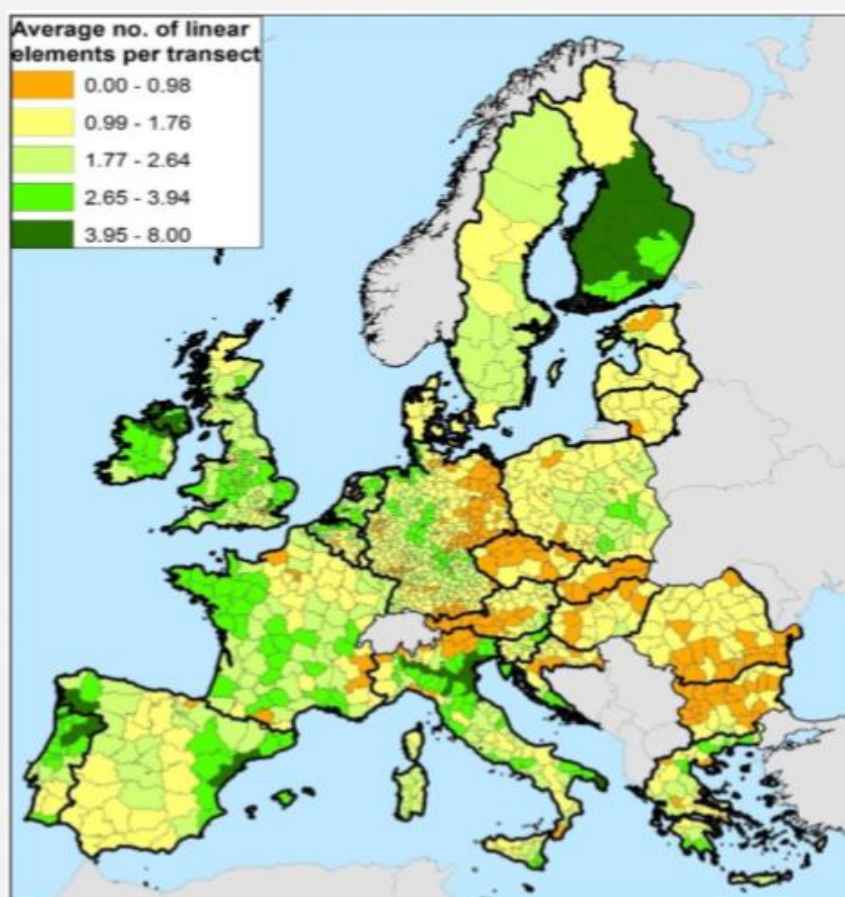 Average no. of linear
elements per transect
0.00 - 0.98
0.99 - 1.76
1.77 - 2.64
2.65 - 3.94
3.95 - 8.00